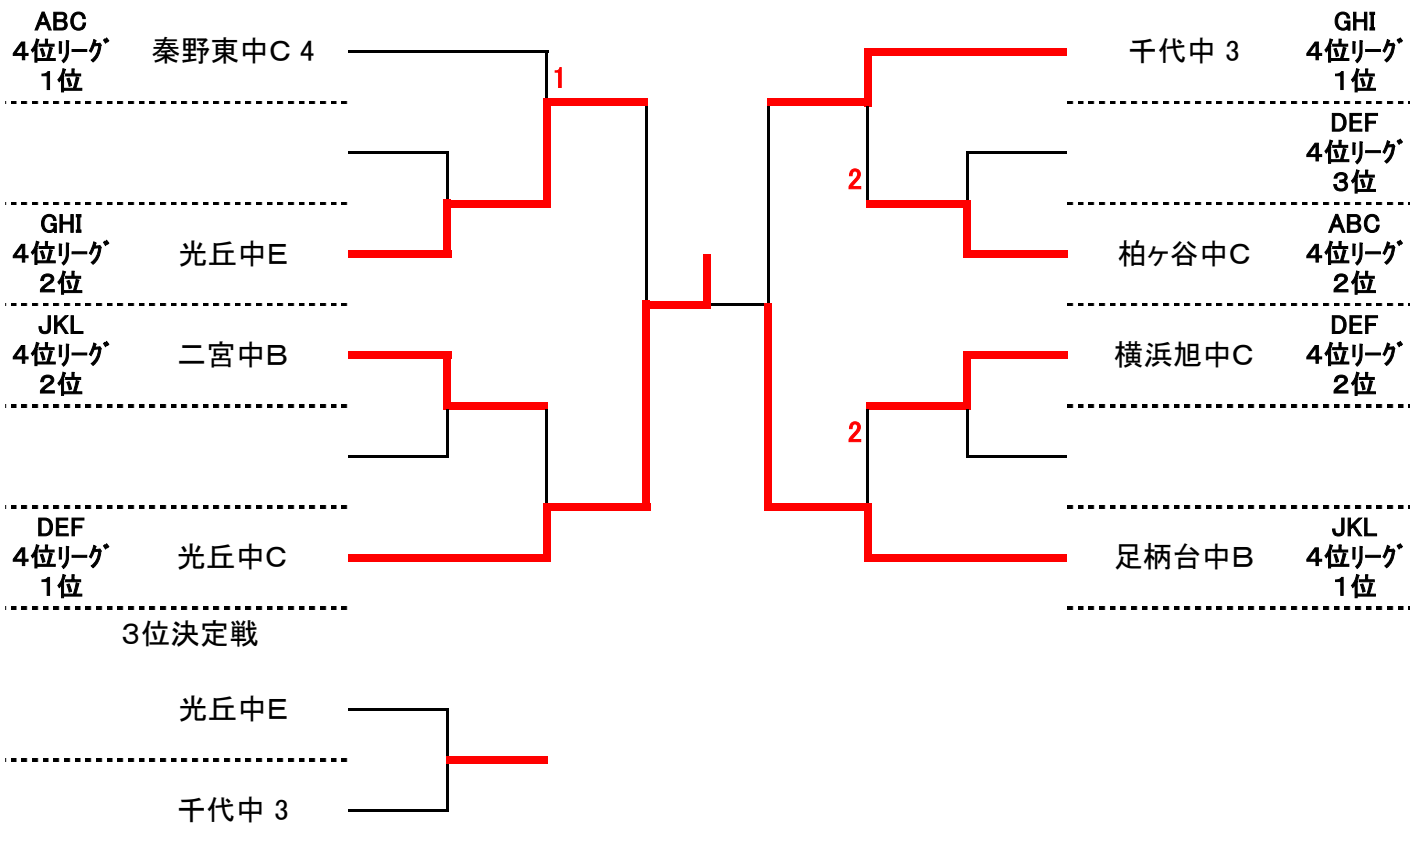 ABC
４位リーグ
１位
秦野東中Ｃ 4
1
GHI
４位リーグ
２位
光丘中Ｅ
JKL
４位リーグ
２位
二宮中Ｂ
DEF
４位リーグ
１位
光丘中Ｃ
千代中 3
GHI
４位リーグ
１位
2
DEF
４位リーグ
３位
柏ヶ谷中Ｃ
ABC
４位リーグ
２位
横浜旭中Ｃ
DEF
４位リーグ
２位
2
足柄台中Ｂ
JKL
４位リーグ
１位
３位決定戦
光丘中Ｅ
千代中 3